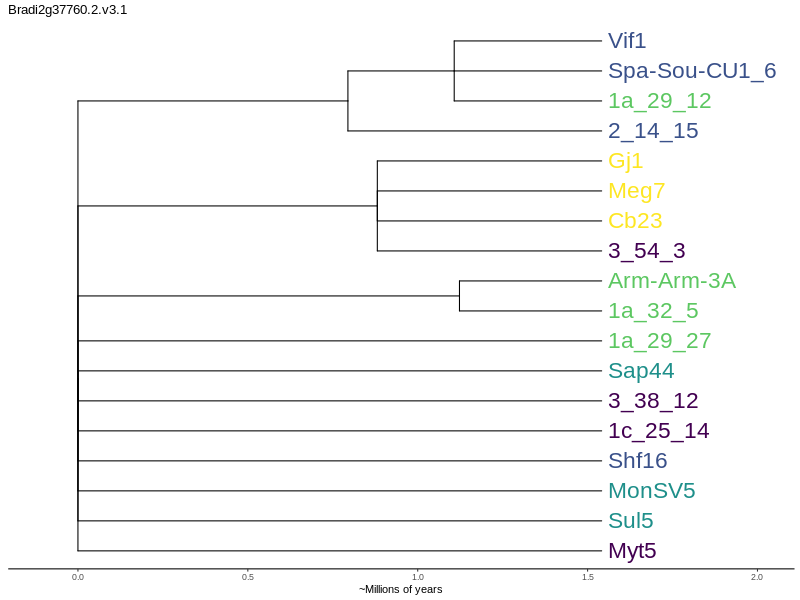 Bradi2g37760.2.v3.1
Vif1
Spa-Sou-CU1_6
1a_29_12
2_14_15
Gj1
Meg7
Cb23
3_54_3
Arm-Arm-3A
1a_32_5
1a_29_27
Sap44
3_38_12
1c_25_14
Shf16
MonSV5
Sul5
Myt5
0.0 0.5 1.0 1.5 2.0
~Millions of years